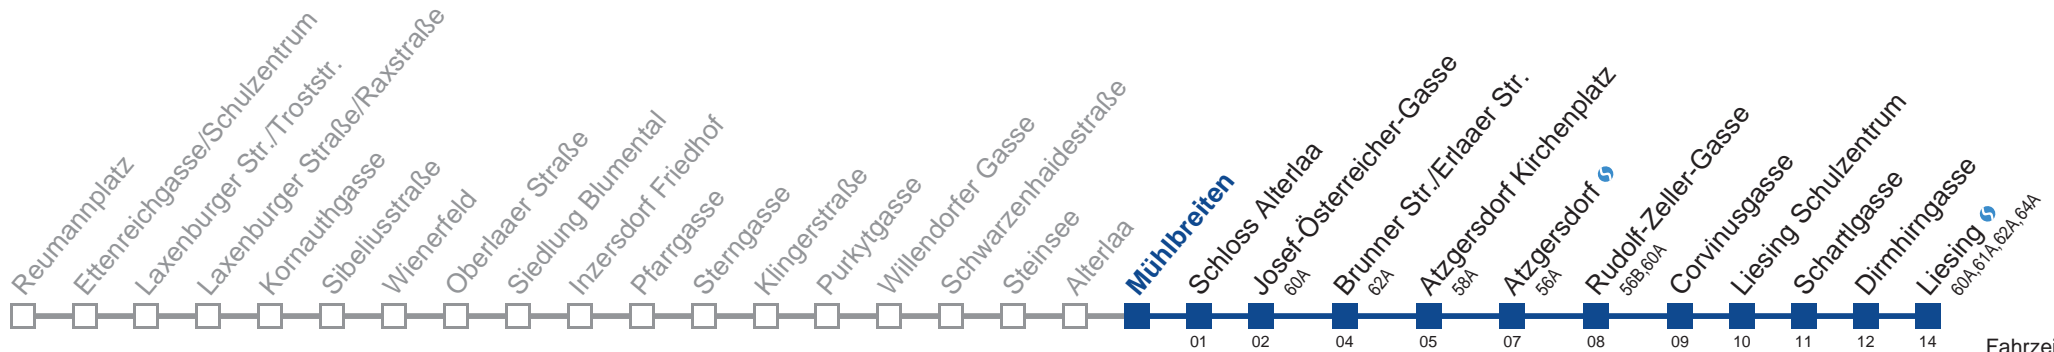 Reumannplatz
Ettenreichgasse/Schulzentrum
Laxenburger Str./Troststr.
Laxenburger Straße/Raxstraße
Kornauthgasse
Sibeliusstraße
Wienerfeld
Oberlaaer Straße
Siedlung Blumental
Inzersdorf Friedhof
Pfarrgasse
Sterngasse
Klingerstraße
Purkytgasse
Willendorfer Gasse
Schwarzenhaidestraße
Steinsee
Alterlaa
Mühlbreiten
Schloss Alterlaa
01
Josef-Österreicher-Gasse
60A
02
Brunner Str./Erlaaer Str.
62A
04
Atzgersdorf Kirchenplatz
58A
05
Atzgersdorf
56A
07
Rudolf-Zeller-Gasse
56B,60A
08
Corvinusgasse
09
Liesing Schulzentrum
10
Schartlgasse
11
Dirmhirngasse
12
Liesing
60A,61A,62A,64A
14
Fahrzei